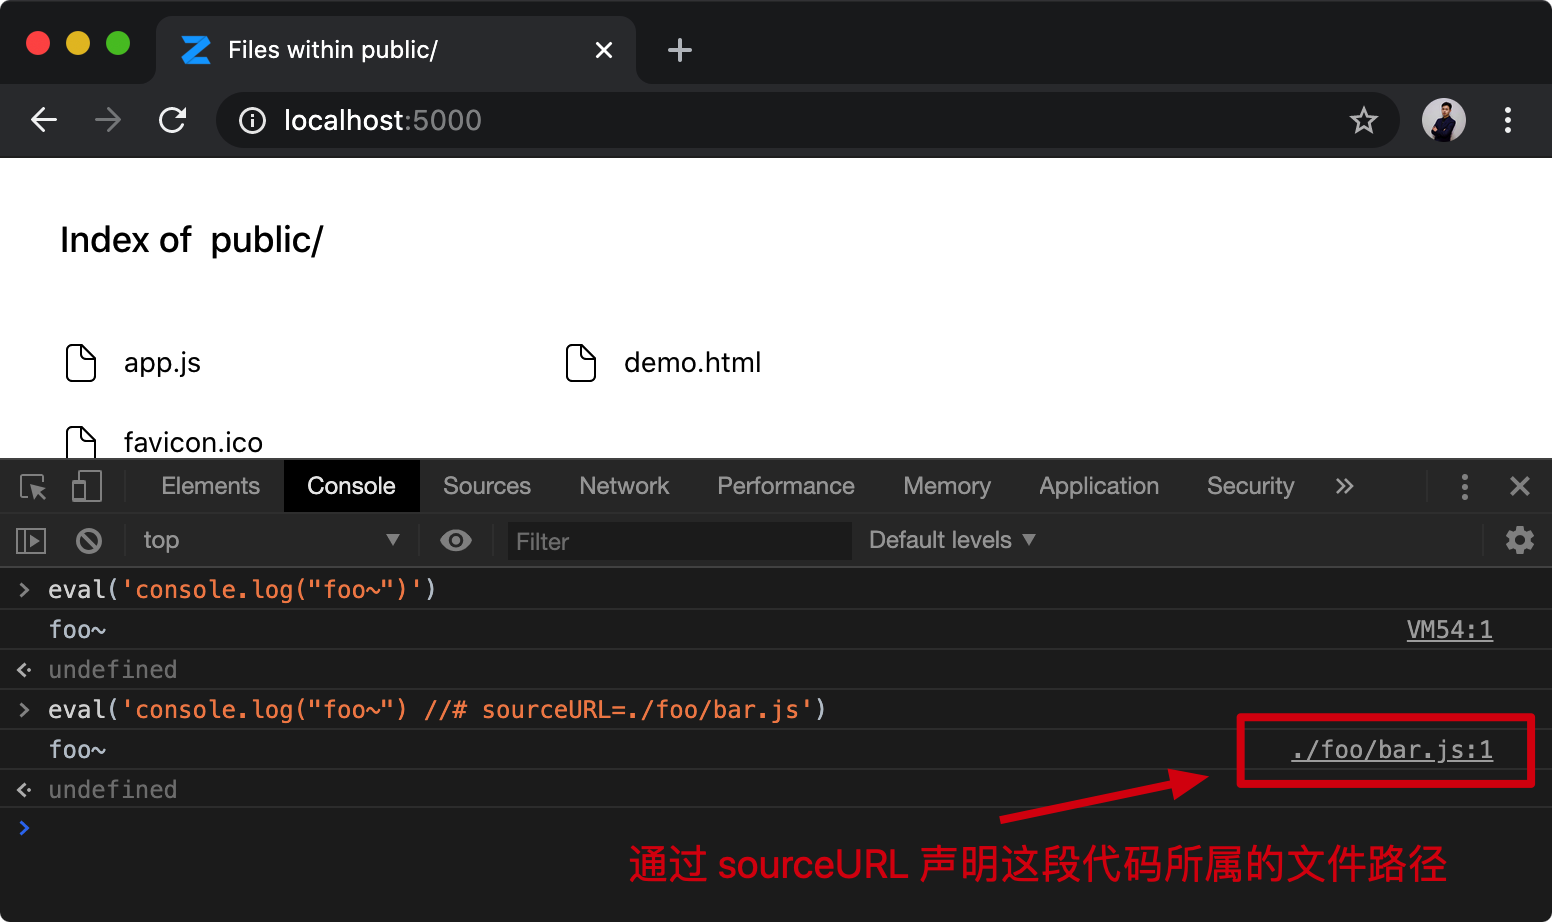 Files within public/
localhost:5000
Index of public/
app.js
demo.html
favicon.ico
Elements Console Sources Network Performance Memory Application Security
top Filter Default levels
eval('console.log("foo~")')
foo~ VM54:1
undefined
eval('console.log("foo~") //# sourceURL=./foo/bar.js')
foo~ ./foo/bar.js:1
undefined
通过 sourceURL 声明这段代码所属的文件路径